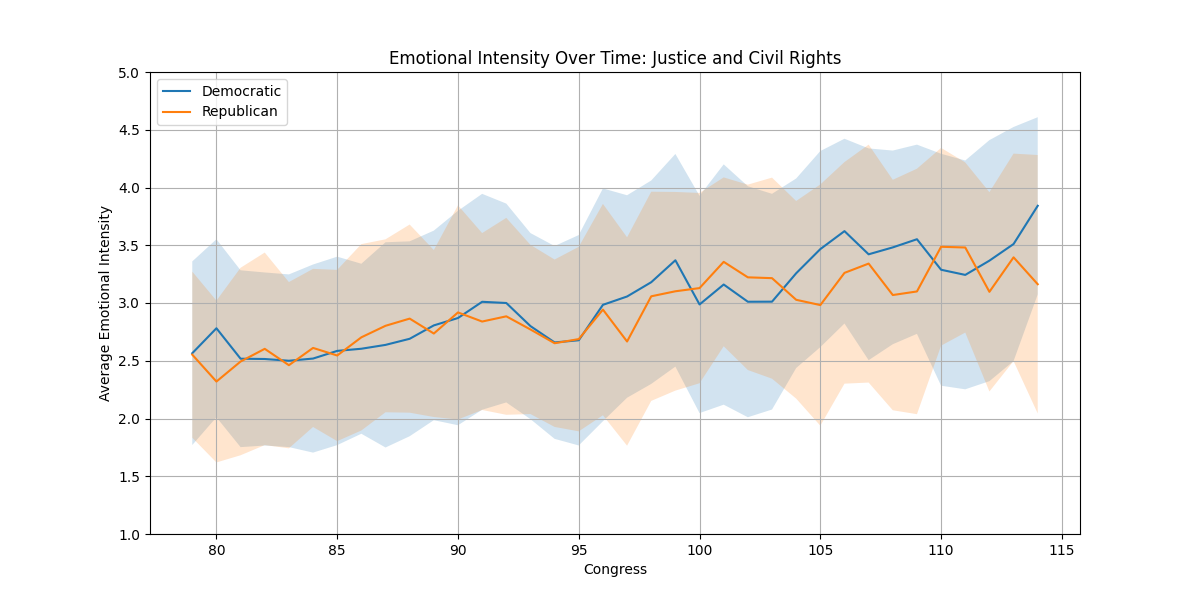 Emotional Intensity Over Time: Justice and Civil Rights
Democratic
Republican
Average Emotional Intensity
5.0
4.5
4.0
3.5
3.0
2.5
2.0
1.5
1.0
80 85 90 95 100 105 110 115
Congress